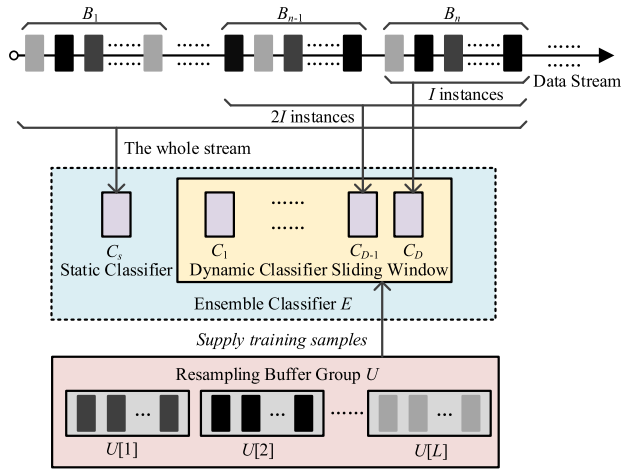 B1 Bn-1 Bn
...... ...... ...... ...... ......
...... ...... ...... ...... ......
Data Stream
I instances
2I instances
The whole stream
......
......
Cs C1 CD-1 CD
Static Classifier Dynamic Classifier Sliding Window
Ensemble Classifier E
Supply training samples
Resampling Buffer Group U
... ... ...... ...
U[1] U[2] U[L]